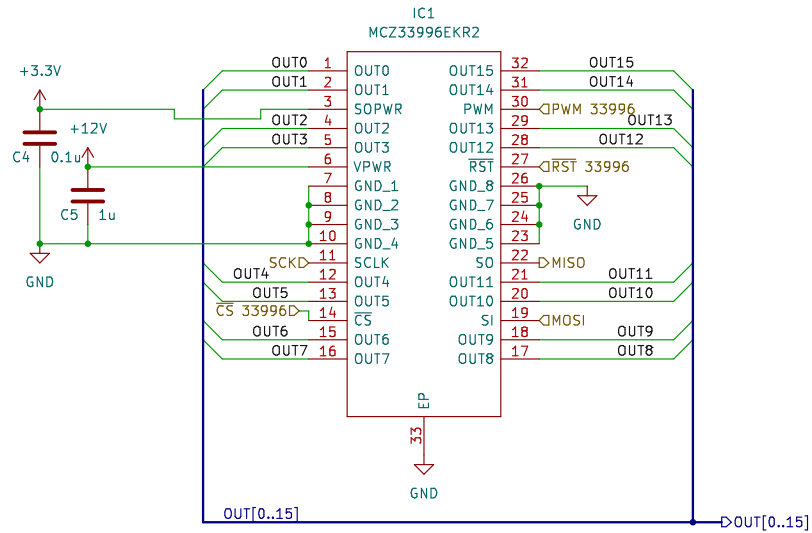 IC1
MCZ33996EKR2
+3.3V
C4
0.1u
+12V
C5
1u
GND
OUT0 1 OUT0
OUT1 2 OUT1
3 SOPWR
OUT2 4 OUT2
OUT3 5 OUT3
6 VPWR
7 GND_1
8 GND_2
9 GND_3
10 GND_4
SCK 11 SCLK
OUT4 12 OUT4
OUT5 13 OUT5
CS 33996 14 CS
OUT6 15 OUT6
OUT7 16 OUT7
OUT15 32 OUT15
OUT14 31 OUT14
PWM 30 PWM 33996
OUT13 29 OUT13
OUT12 28 OUT12
RST 27 RST 33996
GND_8 26
GND_7 25
GND_6 24
GND_5 23
GND
SO 22 MISO
OUT11 21 OUT11
OUT10 20 OUT10
SI 19 MOSI
OUT9 18 OUT9
OUT8 17 OUT8
EP
33
GND
OUT[0..15]
OUT[0..15]